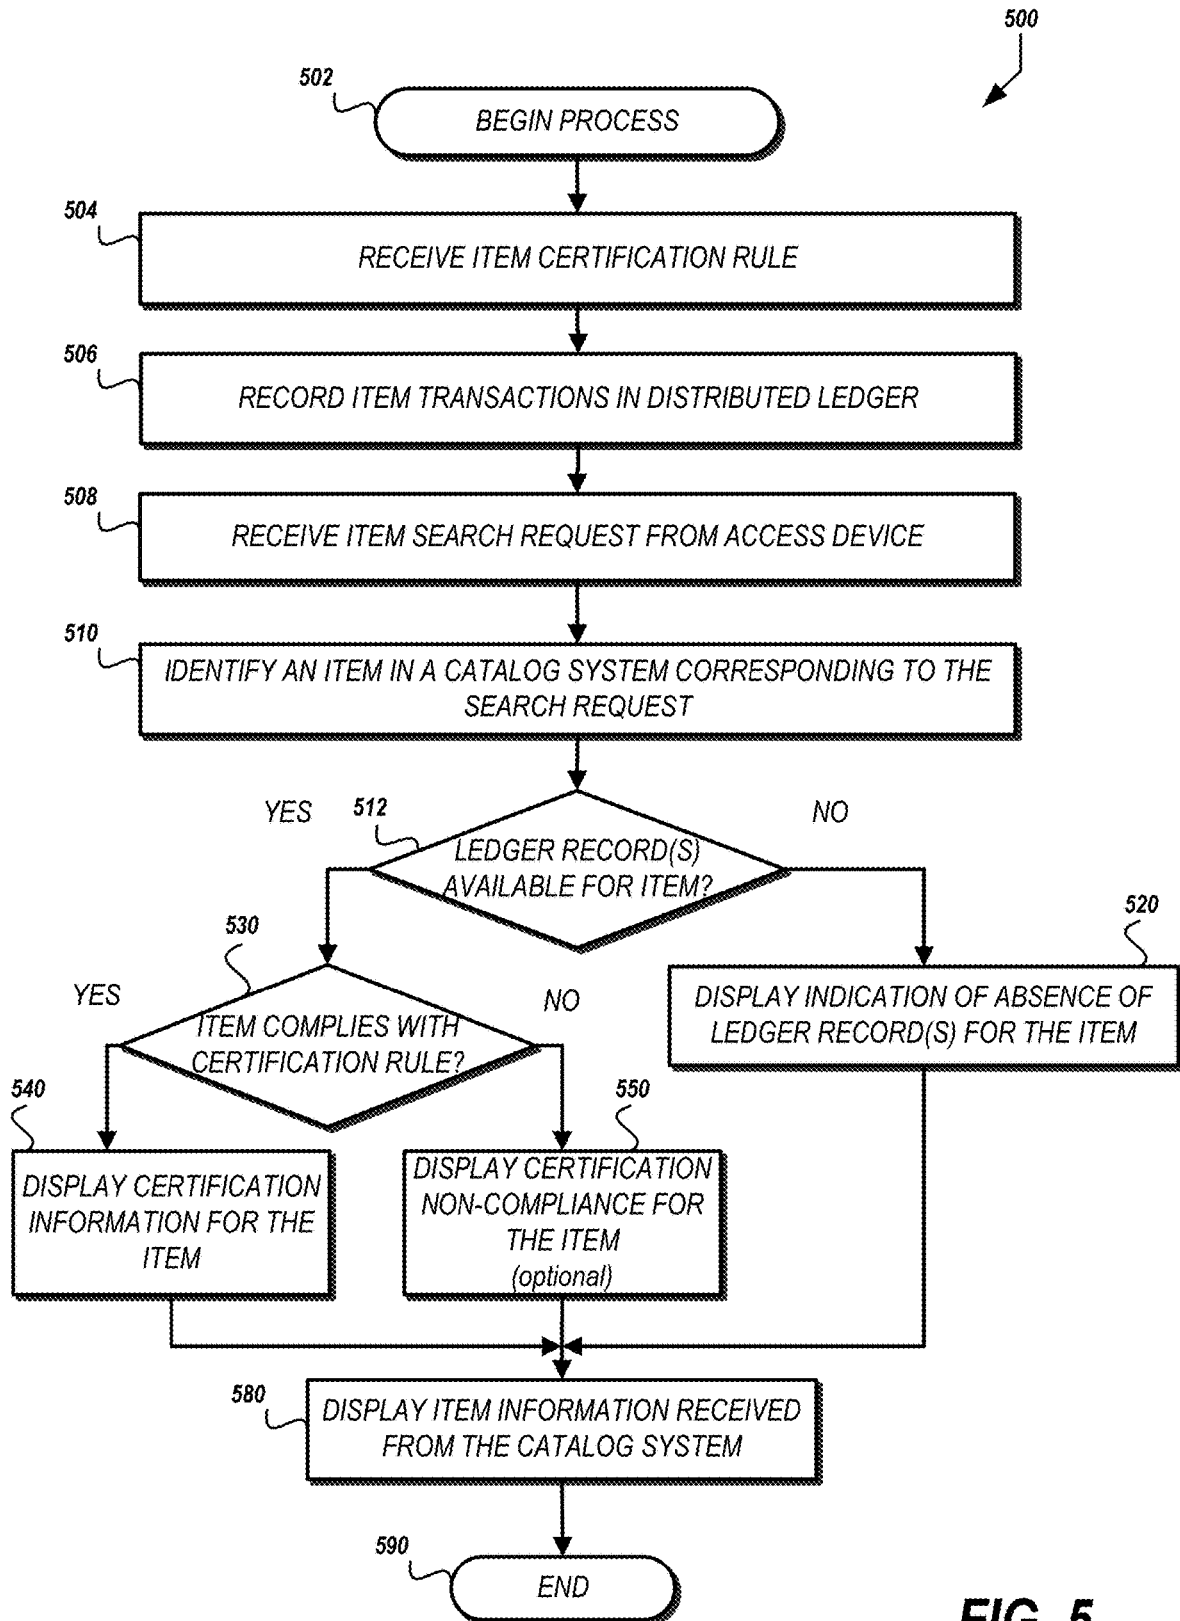 500
502
BEGIN PROCESS
504
RECEIVE ITEM CERTIFICATION RULE
506
RECORD ITEM TRANSACTIONS IN DISTRIBUTED LEDGER
508
RECEIVE ITEM SEARCH REQUEST FROM ACCESS DEVICE
510
IDENTIFY AN ITEM IN A CATALOG SYSTEM CORRESPONDING TO THE
SEARCH REQUEST
YES
512
NO
LEDGER RECORD(S)
AVAILABLE FOR ITEM?
530
520
YES
NO
ITEM COMPLIES WITH
CERTIFICATION RULE?
DISPLAY INDICATION OF ABSENCE OF
LEDGER RECORD(S) FOR THE ITEM
540
550
DISPLAY CERTIFICATION
INFORMATION FOR THE
ITEM
DISPLAY CERTIFICATION
NON-COMPLIANCE FOR
THE ITEM
(optional)
580
DISPLAY ITEM INFORMATION RECEIVED
FROM THE CATALOG SYSTEM
590
END
FIG. 5